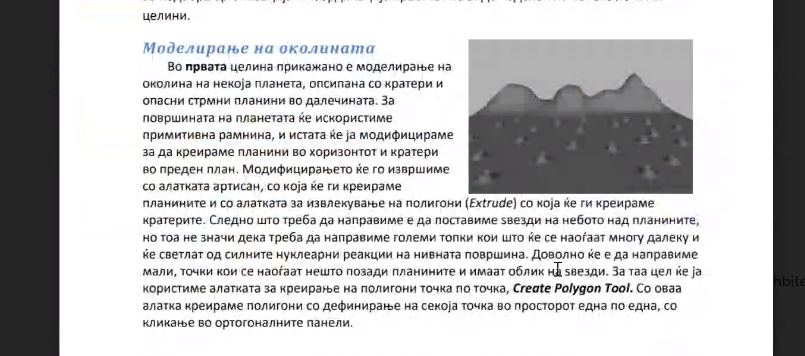 целини.
Моделирање на околината
Во првата целина прикажано е моделирање на
околина на некоја планета, опсипана со кратери и
опасни стрмни планини во далечината. За
површината на планетата ќе искористиме
примитивна рамнина, и истата ќе ја модифицираме
за да креираме планини во хоризонтот и кратери
во преден план. Модифицирањето ќе го извршиме
со алатката артисан, со која ќе ги креираме
планините и со алатката за извлекување на полигони (Extrude) со која ќе ги креираме
кратерите. Следно што треба да направиме е да поставиме ѕвезди на небото над планините,
но тоа не значи дека треба да направиме големи топки кои што ќе се наоѓаат многу далеку и
ќе светлат од силните нуклеарни реакции на нивната површина. Доволно ќе е да направиме
мали, точки кои се наоѓаат нешто позади планините и имаат облик на ѕвезди. За таа цел ќе ја
користиме алатката за креирање на полигони точка по точка, Create Polygon Tool. Со оваа
алатка креираме полигони со дефинирање на секоја точка во просторот една по една, со
кликање во ортогоналните панели.